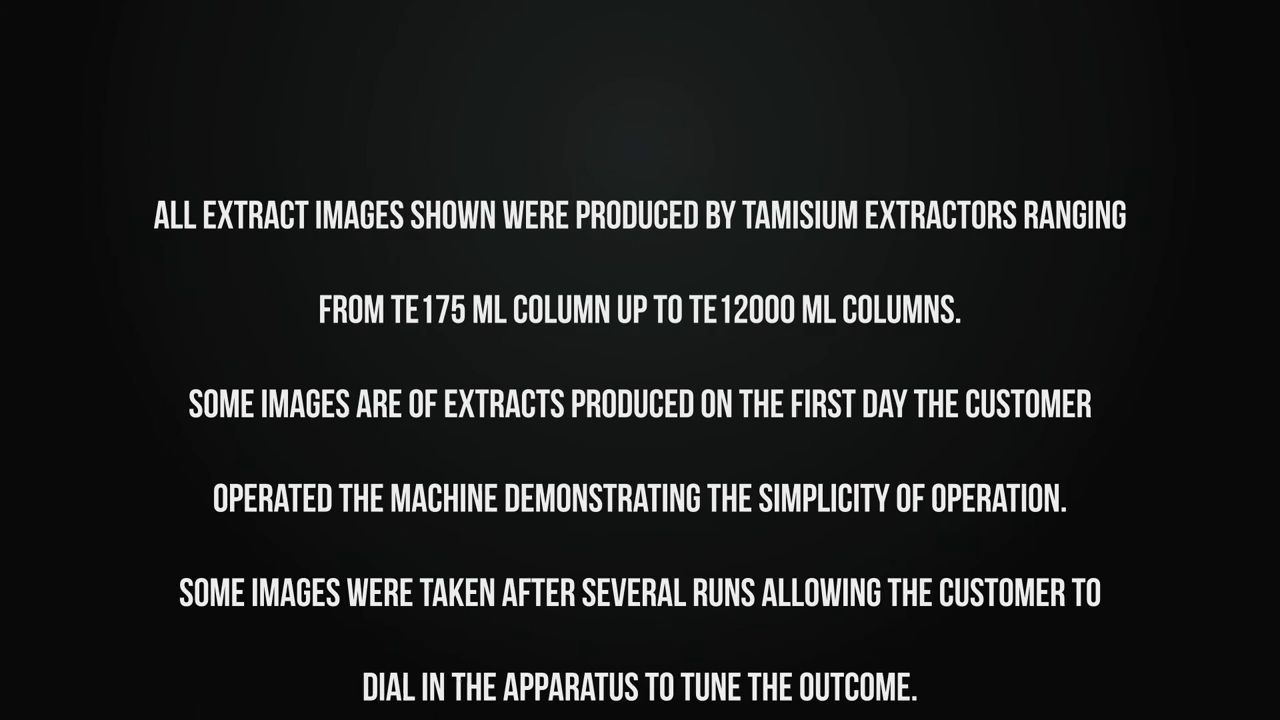 ALL EXTRACT IMAGES SHOWN WERE PRODUCED BY TAMISIUM EXTRACTORS RANGING
FROM TE175 ML COLUMN UP TO TE12000 ML COLUMNS.
SOME IMAGES ARE OF EXTRACTS PRODUCED ON THE FIRST DAY THE CUSTOMER
OPERATED THE MACHINE DEMONSTRATING THE SIMPLICITY OF OPERATION.
SOME IMAGES WERE TAKEN AFTER SEVERAL RUNS ALLOWING THE CUSTOMER TO
DIAL IN THE APPARATUS TO TUNE THE OUTCOME.